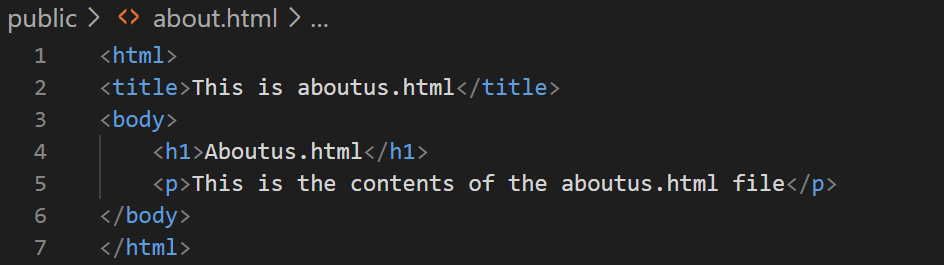 public > <> about.html > ...
1 <html>
2 <title>This is aboutus.html</title>
3 <body>
4 <h1>Aboutus.html</h1>
5 <p>This is the contents of the aboutus.html file</p>
6 </body>
7 </html>